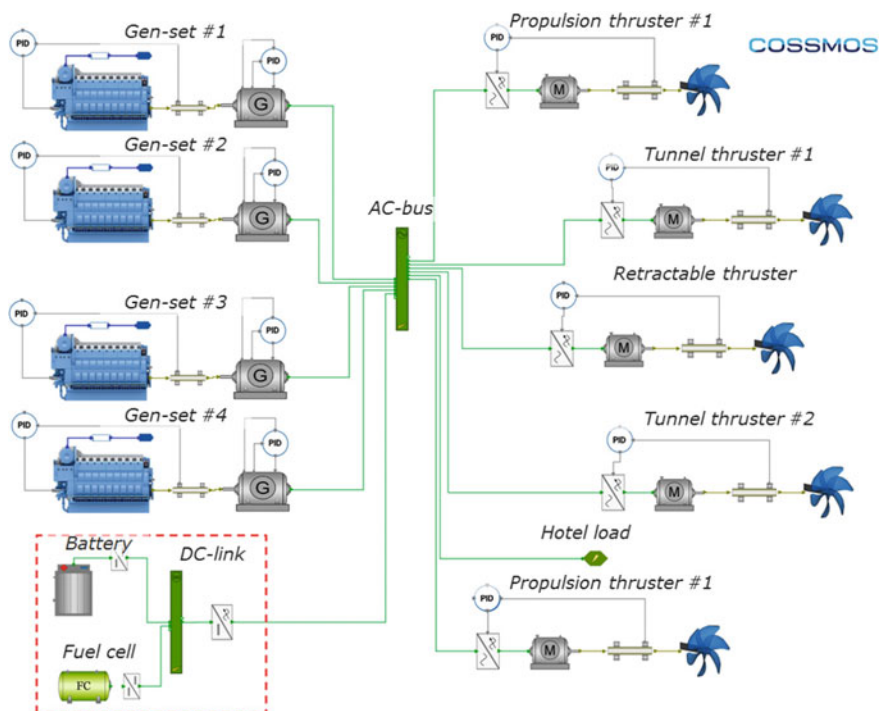 Gen-set #1
PID
PID
G
Gen-set #2
PID
PID
G
Gen-set #3
PID
PID
G
Gen-set #4
PID
PID
G
Battery
DC-link
Fuel cell
FC
AC-bus
Propulsion thruster #1
PID
M
COSSMOS
Tunnel thruster #1
PID
M
Retractable thruster
PID
M
Tunnel thruster #2
PID
M
Hotel load
Propulsion thruster #1
PID
M